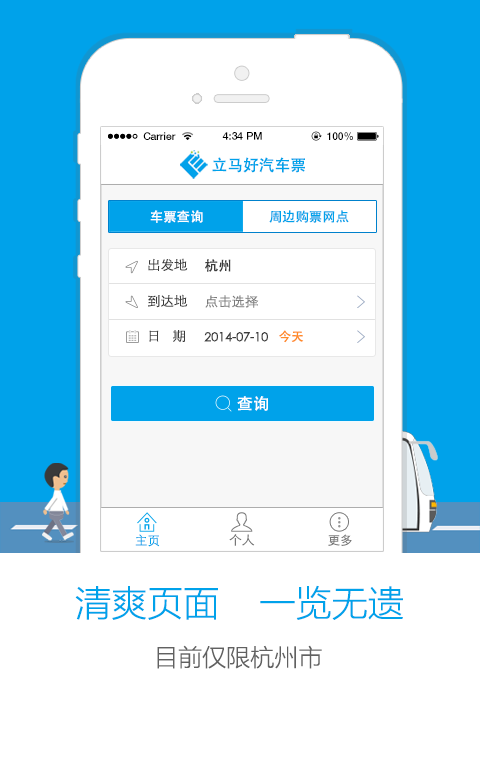 Carrier 4:34 PM 100%
立马好汽车票
车票查询 周边购票网点
出发地 杭州
到达地 点击选择
日 期 2014-07-10 今天
查询
主页 个人 更多
清爽页面 一览无遗
目前仅限杭州市